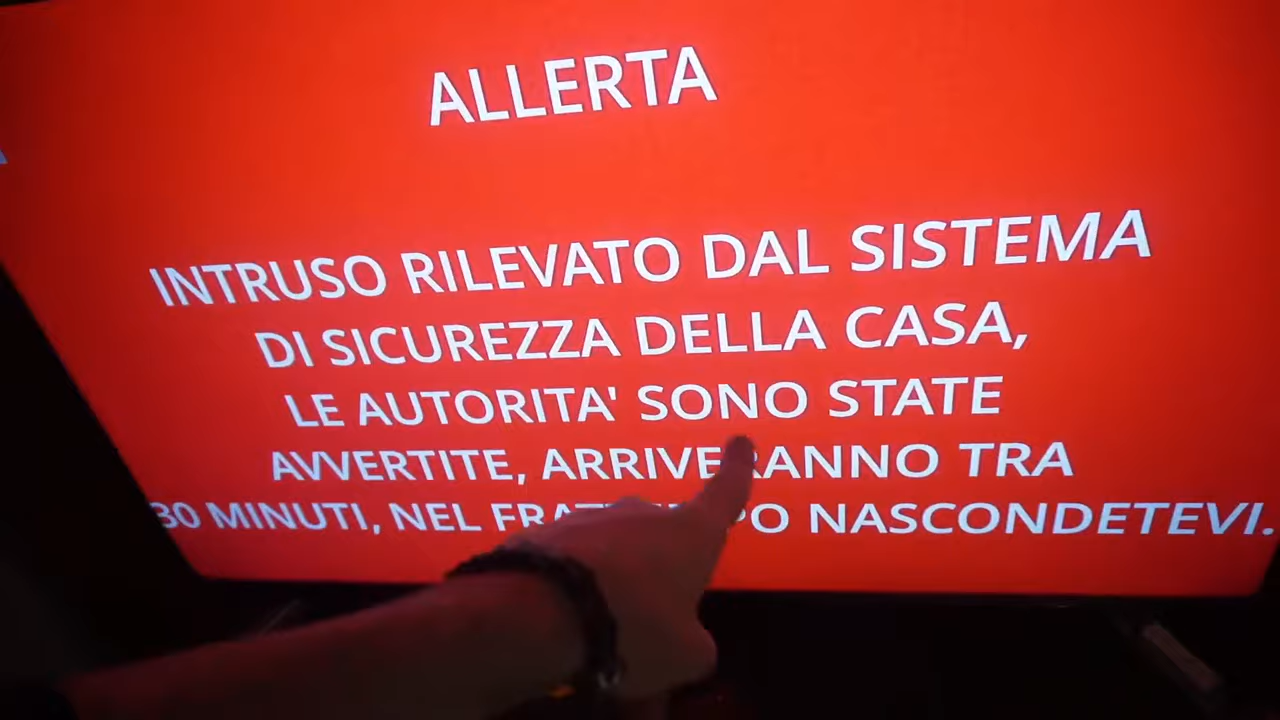 ALLERTA
INTRUSO RILEVATO DAL SISTEMA
DI SICUREZZA DELLA CASA,
LE AUTORITA' SONO STATE
AVVERTITE, ARRIVERANNO TRA
30 MINUTI, NEL FRATTEMPO NASCONDETEVI.